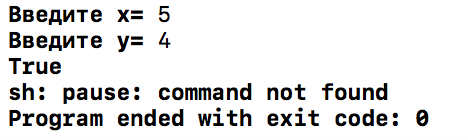 Введите x= 5
Введите y= 4
True
sh: pause: command not found
Program ended with exit code: 0